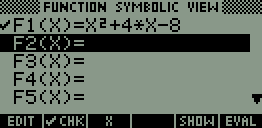 FUNCTION SYMBOLIC VIEW
✓F1(X)=X²+4*X-8
F2(X)=
F3(X)=
F4(X)=
F5(X)=
EDIT ✓CHK X SHOW EVAL